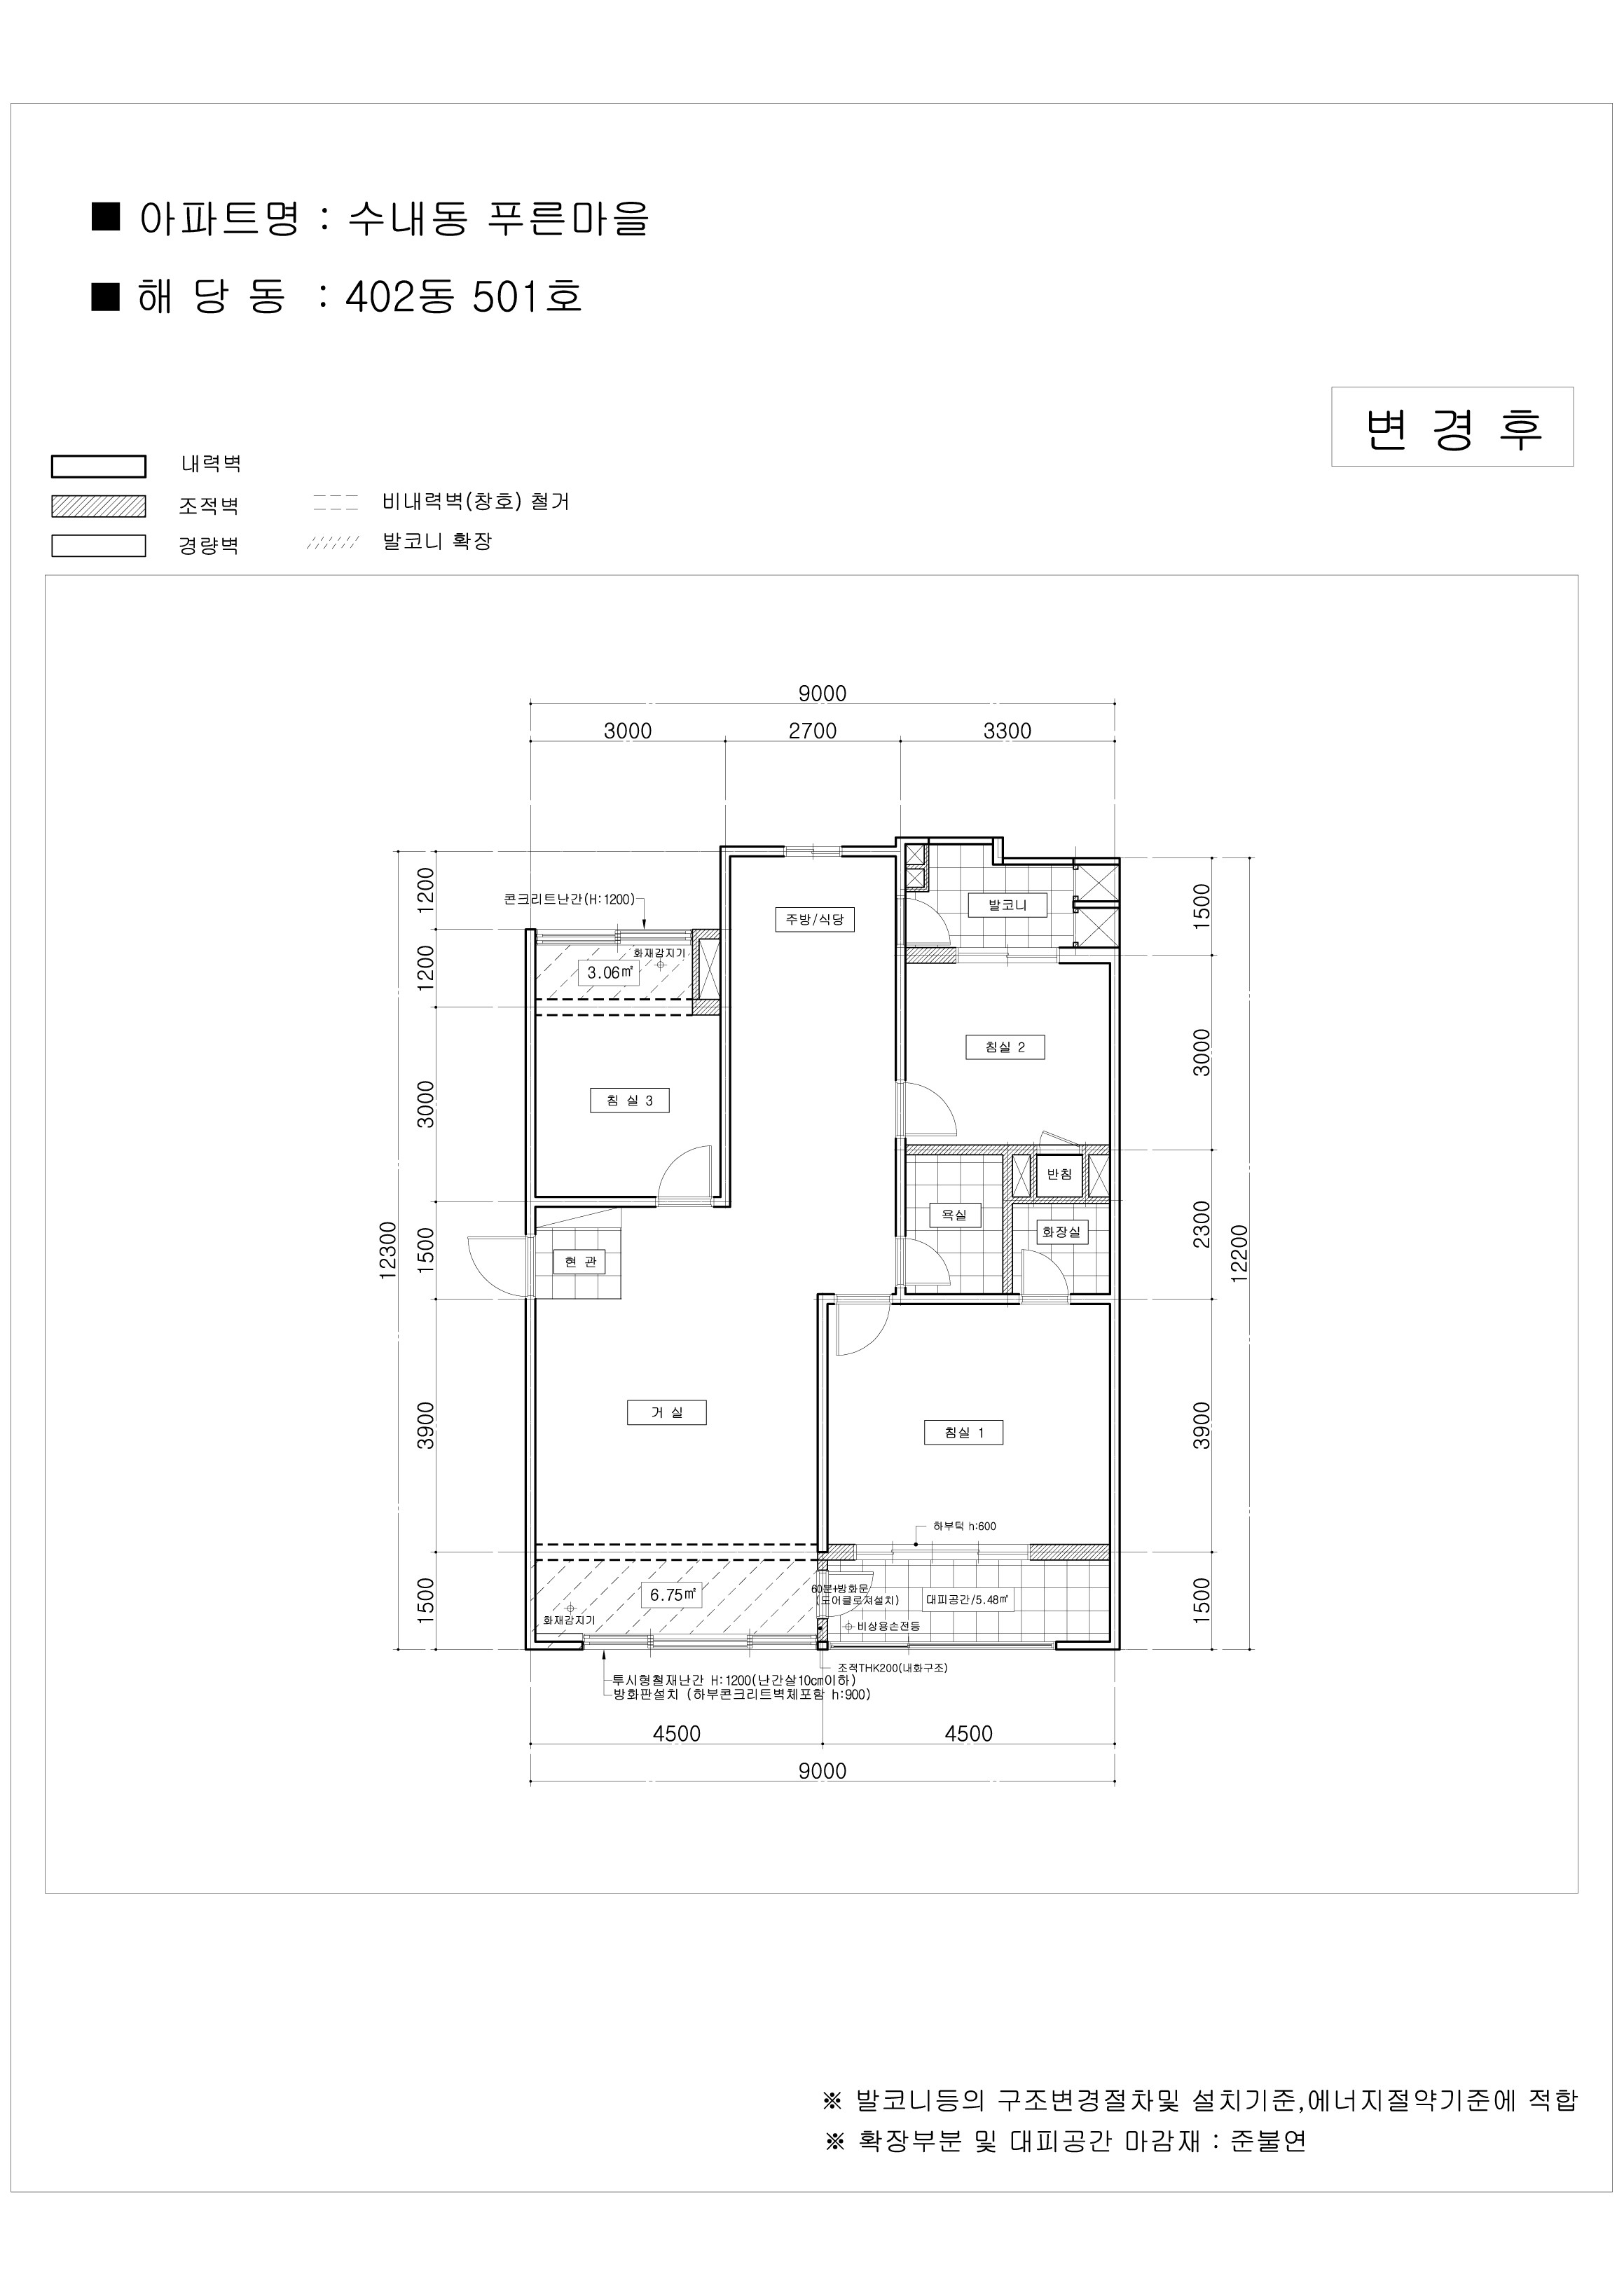 ■ 아파트명 : 수내동 푸른마을
■ 해 당 동 : 402동 501호
변 경 후
내력벽
조적벽
경량벽
비내력벽(창호) 철거
발코니 확장
9000
3000 2700 3300
1200
1200
3000
1500
3900
1500
12300
콘크리트난간(H:1200)
화재감지기
3.06㎡
주방/식당
발코니
침실 2
침 실 3
반침
욕실
화장실
현 관
거 실
침실 1
하부턱 h:600
6.75㎡
화재감지기
60분+방화문
(도어클로져설치)
대피공간/5.48㎡
비상용손전등
조적THK200(내화구조)
투시형철재난간 H:1200(난간살10㎝이하)
방화판설치 (하부콘크리트벽체포함 h:900)
1500
3000
2300
3900
1500
12200
4500 4500
9000
※ 발코니등의 구조변경절차및 설치기준,에너지절약기준에 적합
※ 확장부분 및 대피공간 마감재 : 준불연